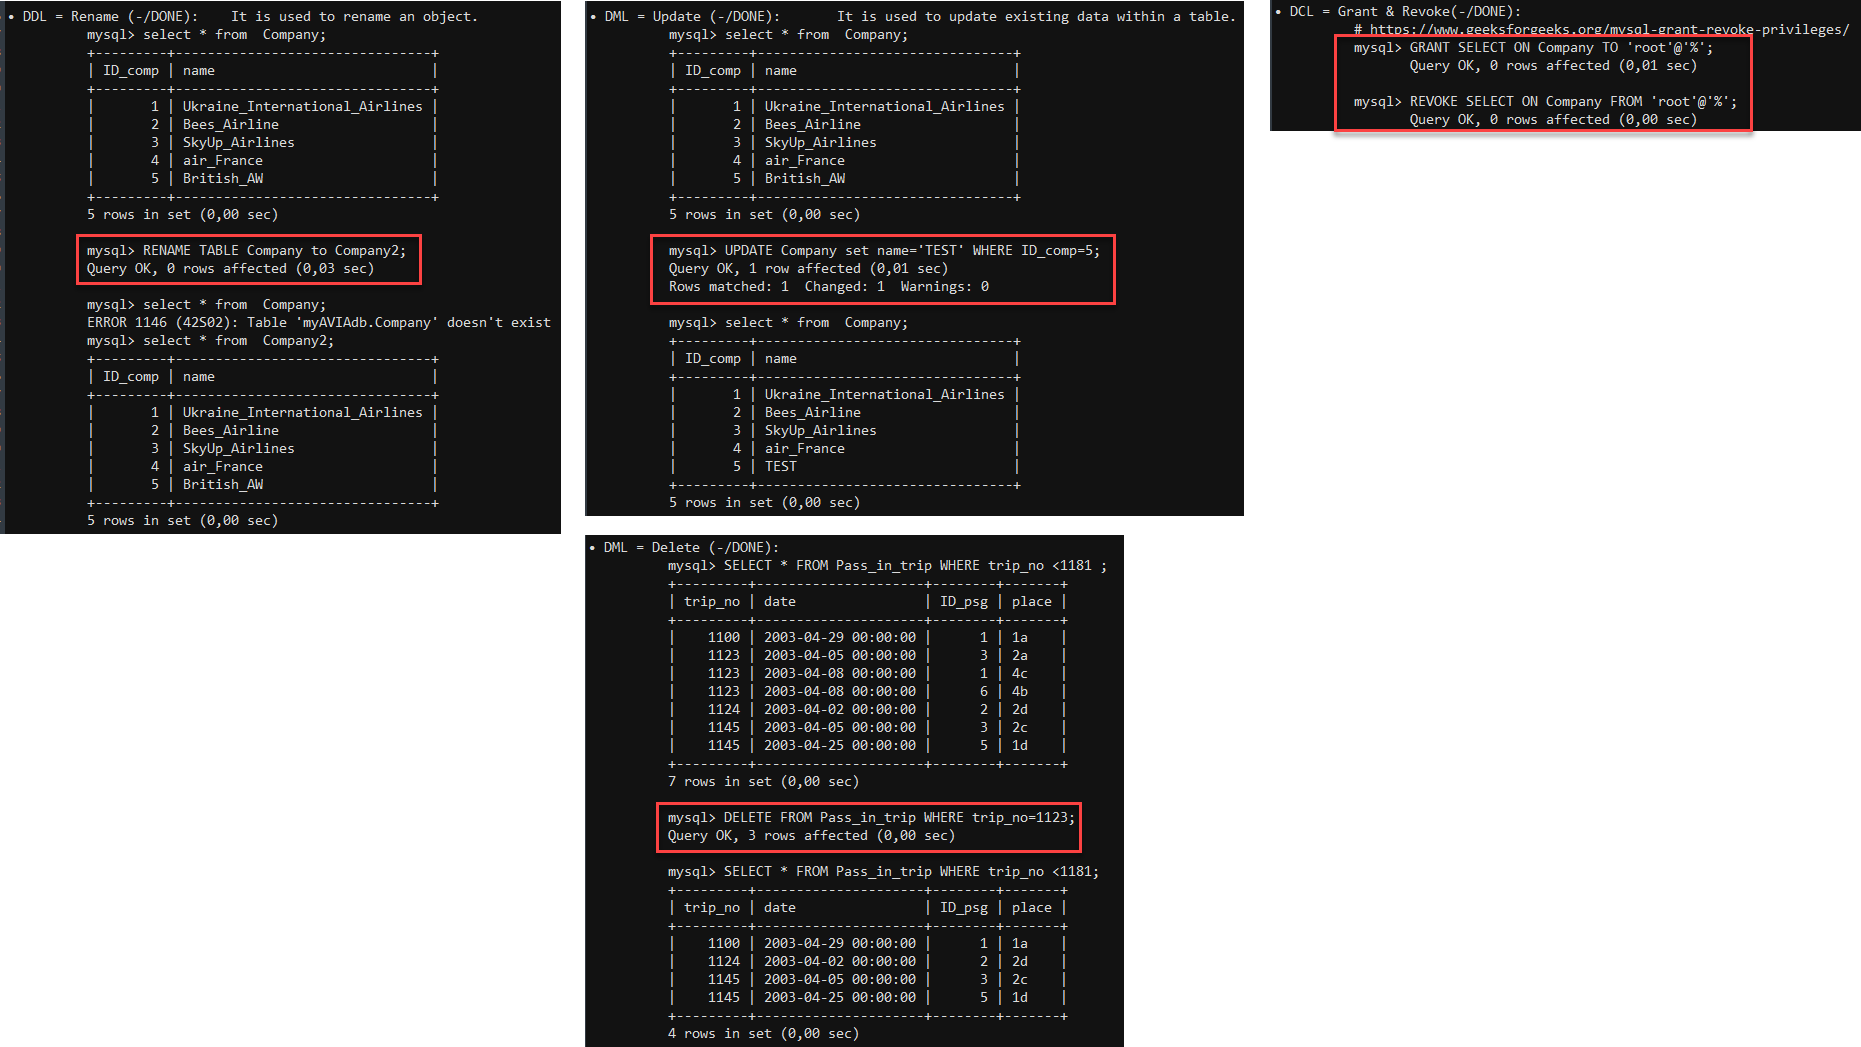 • DDL = Rename (-/DONE):    It is used to rename an object.
mysql> select * from  Company;
+---------+--------------------------------+
| ID_comp | name                           |
+---------+--------------------------------+
|       1 | Ukraine_International_Airlines |
|       2 | Bees_Airline                   |
|       3 | SkyUp_Airlines                 |
|       4 | air_France                     |
|       5 | British_AW                     |
+---------+--------------------------------+
5 rows in set (0,00 sec)
mysql> RENAME TABLE Company to Company2;
Query OK, 0 rows affected (0,03 sec)
mysql> select * from  Company;
ERROR 1146 (42S02): Table 'myAVIAdb.Company' doesn't exist
mysql> select * from  Company2;
+---------+--------------------------------+
| ID_comp | name                           |
+---------+--------------------------------+
|       1 | Ukraine_International_Airlines |
|       2 | Bees_Airline                   |
|       3 | SkyUp_Airlines                 |
|       4 | air_France                     |
|       5 | British_AW                     |
+---------+--------------------------------+
5 rows in set (0,00 sec)
• DML = Update (-/DONE):       It is used to update existing data within a table.
mysql> select * from  Company;
+---------+--------------------------------+
| ID_comp | name                           |
+---------+--------------------------------+
|       1 | Ukraine_International_Airlines |
|       2 | Bees_Airline                   |
|       3 | SkyUp_Airlines                 |
|       4 | air_France                     |
|       5 | British_AW                     |
+---------+--------------------------------+
5 rows in set (0,00 sec)
mysql> UPDATE Company set name='TEST' WHERE ID_comp=5;
Query OK, 1 row affected (0,01 sec)
Rows matched: 1  Changed: 1  Warnings: 0
mysql> select * from  Company;
+---------+--------------------------------+
| ID_comp | name                           |
+---------+--------------------------------+
|       1 | Ukraine_International_Airlines |
|       2 | Bees_Airline                   |
|       3 | SkyUp_Airlines                 |
|       4 | air_France                     |
|       5 | TEST                           |
+---------+--------------------------------+
5 rows in set (0,00 sec)
• DML = Delete (-/DONE):
mysql> SELECT * FROM Pass_in_trip WHERE trip_no <1181 ;
+---------+---------------------+--------+-------+
| trip_no | date                | ID_psg | place |
+---------+---------------------+--------+-------+
|    1100 | 2003-04-29 00:00:00 |      1 | 1a    |
|    1123 | 2003-04-05 00:00:00 |      3 | 2a    |
|    1123 | 2003-04-08 00:00:00 |      1 | 4c    |
|    1123 | 2003-04-08 00:00:00 |      6 | 4b    |
|    1124 | 2003-04-02 00:00:00 |      2 | 2d    |
|    1145 | 2003-04-05 00:00:00 |      3 | 2c    |
|    1145 | 2003-04-25 00:00:00 |      5 | 1d    |
+---------+---------------------+--------+-------+
7 rows in set (0,00 sec)
mysql> DELETE FROM Pass_in_trip WHERE trip_no=1123;
Query OK, 3 rows affected (0,00 sec)
mysql> SELECT * FROM Pass_in_trip WHERE trip_no <1181;
+---------+---------------------+--------+-------+
| trip_no | date                | ID_psg | place |
+---------+---------------------+--------+-------+
|    1100 | 2003-04-29 00:00:00 |      1 | 1a    |
|    1124 | 2003-04-02 00:00:00 |      2 | 2d    |
|    1145 | 2003-04-05 00:00:00 |      3 | 2c    |
|    1145 | 2003-04-25 00:00:00 |      5 | 1d    |
+---------+---------------------+--------+-------+
4 rows in set (0,00 sec)
• DCL = Grant & Revoke(-/DONE):
# https://www.geeksforgeeks.org/mysql-grant-revoke-privileges/
mysql> GRANT SELECT ON Company TO 'root'@'%';
Query OK, 0 rows affected (0,01 sec)
mysql> REVOKE SELECT ON Company FROM 'root'@'%';
Query OK, 0 rows affected (0,00 sec)